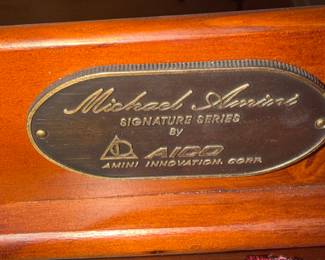 Michael Amini
SIGNATURE SERIES
By
AICO
AMINI INNOVATION, CORP.